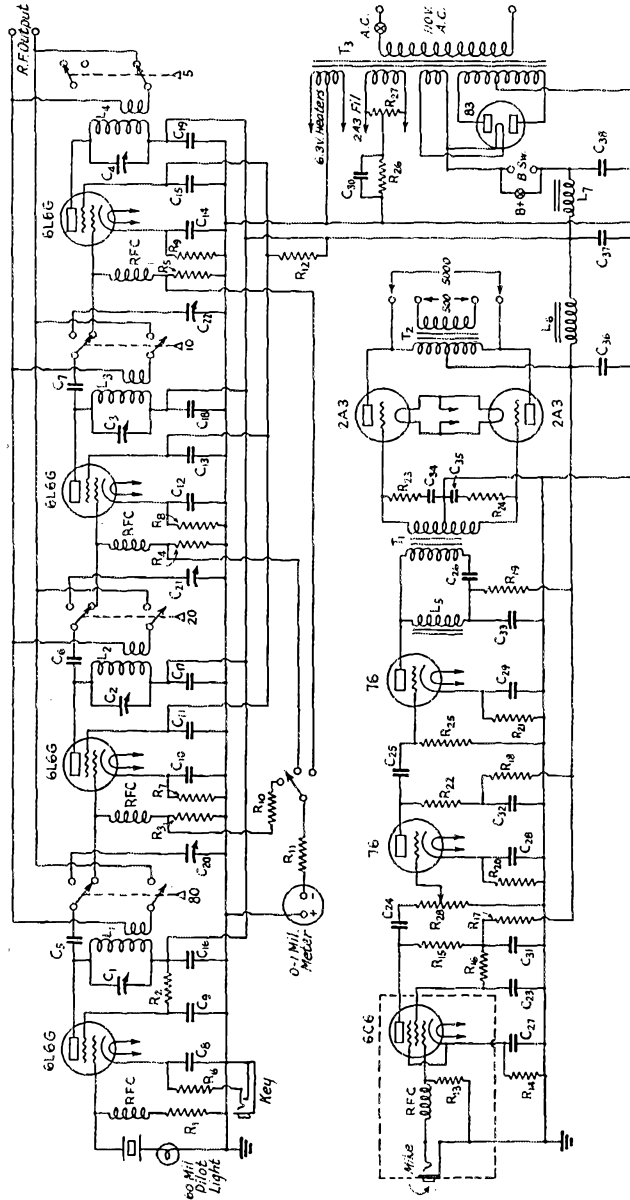 R.F. Output
6L6G
6L6G
6L6G
6L6G
C5
C6
C7
L1
L2
L3
L4
C1
C2
C3
C4
80
20
10
5
RFC
RFC
RFC
RFC
R2
C9
C16
C20
C11
C17
C21
C13
C18
C22
C15
C19
R1
R6
C8
R3
R7
C10
R4
R8
C12
R5
R9
C14
60 Mil
Pilot
Light
Key
0-1 Mil.
Meter
+
-
R11
R10
R12
6C6
76
76
2A3
2A3
C24
C25
L5
C26
T1
R23
C34
C35
R24
T2
500
5000
Mike
RFC
R13
R14
C27
C23
R16
R15
C31
R17
R28
R20
C28
C32
R22
R18
R25
R21
C29
C33
R19
L6
L7
C36
C37
C38
C30
R26
R27
6.3v. Heaters
2A3 Fil
T3
A.C.
110V.
A.C.
83
B+
B Sw.